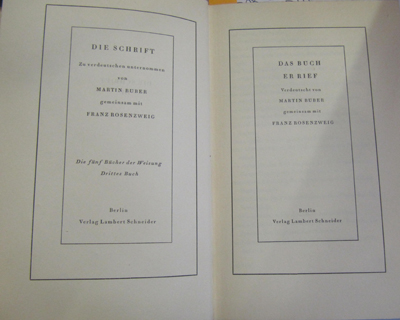 DIE SCHRIFT
Zu verdeutschen unternommen
von
MARTIN BUBER
gemeinsam mit
FRANZ ROSENZWEIG
Die fünf Bücher der Weisung
Drittes Buch
Berlin
Verlag Lambert Schneider
DAS BUCH
ER RIEF
Verdeutscht von
MARTIN BUBER
gemeinsam mit
FRANZ ROSENZWEIG
Berlin
Verlag Lambert Schneider